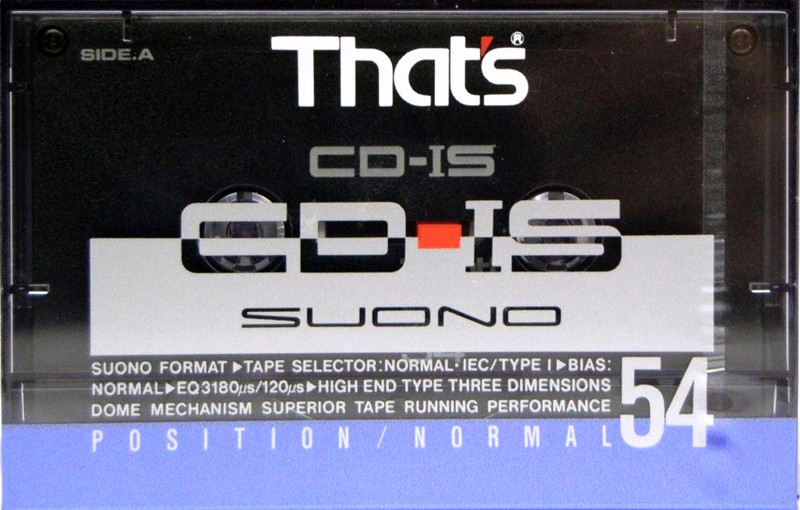 SIDE.A
That's®
CD-IS
CD-IS
SUONO
SUONO FORMAT ▶TAPE SELECTOR:NORMAL·IEC/TYPE I ▶BIAS:
NORMAL▶EQ3180µs/120µs▶HIGH END TYPE THREE DIMENSIONS
DOME MECHANISM SUPERIOR TAPE RUNNING PERFORMANCE
54
POSITION/NORMAL